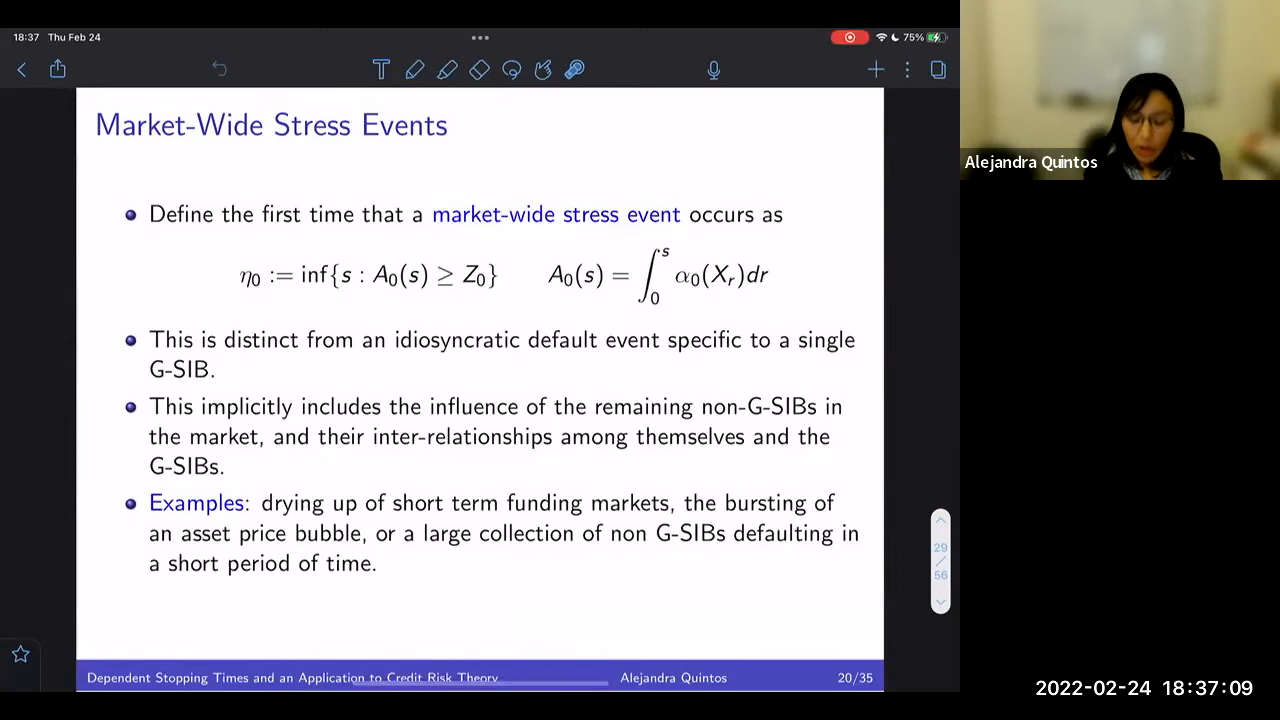 18:37 Thu Feb 24
75%
Market-Wide Stress Events
Define the first time that a market-wide stress event occurs as
η₀ := inf{s : A₀(s) ≥ Z₀} A₀(s) = ∫₀ˢ α₀(Xᵣ)dr
This is distinct from an idiosyncratic default event specific to a single
G-SIB.
This implicitly includes the influence of the remaining non-G-SIBs in
the market, and their inter-relationships among themselves and the
G-SIBs.
Examples: drying up of short term funding markets, the bursting of
an asset price bubble, or a large collection of non G-SIBs defaulting in
a short period of time.
29
/
56
Dependent Stopping Times and an Application to Credit Risk Theory Alejandra Quintos 20/35
Alejandra Quintos
2022-02-24 18:37:09